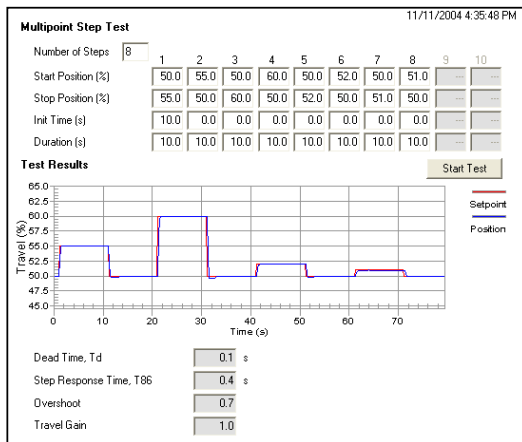 11/11/2004 4:35:48 PM
Multipoint Step Test
Number of Steps 8
1 2 3 4 5 6 7 8 9 10
Start Position (%) 50.0 55.0 50.0 60.0 50.0 52.0 50.0 51.0 --- ---
Stop Position (%) 55.0 50.0 60.0 50.0 52.0 50.0 51.0 50.0 --- ---
Init Time (s) 10.0 0.0 0.0 0.0 0.0 0.0 0.0 0.0 --- ---
Duration (s) 10.0 10.0 10.0 10.0 10.0 10.0 10.0 10.0 --- ---
Test Results
Start Test
65.0
62.5
60.0
57.5
55.0
52.5
50.0
47.5
45.0
Travel (%)
Setpoint
Position
0 10 20 30 40 50 60 70
Time (s)
Dead Time, Td 0.1 s
Step Response Time, T86 0.4 s
Overshoot 0.7
Travel Gain 1.0